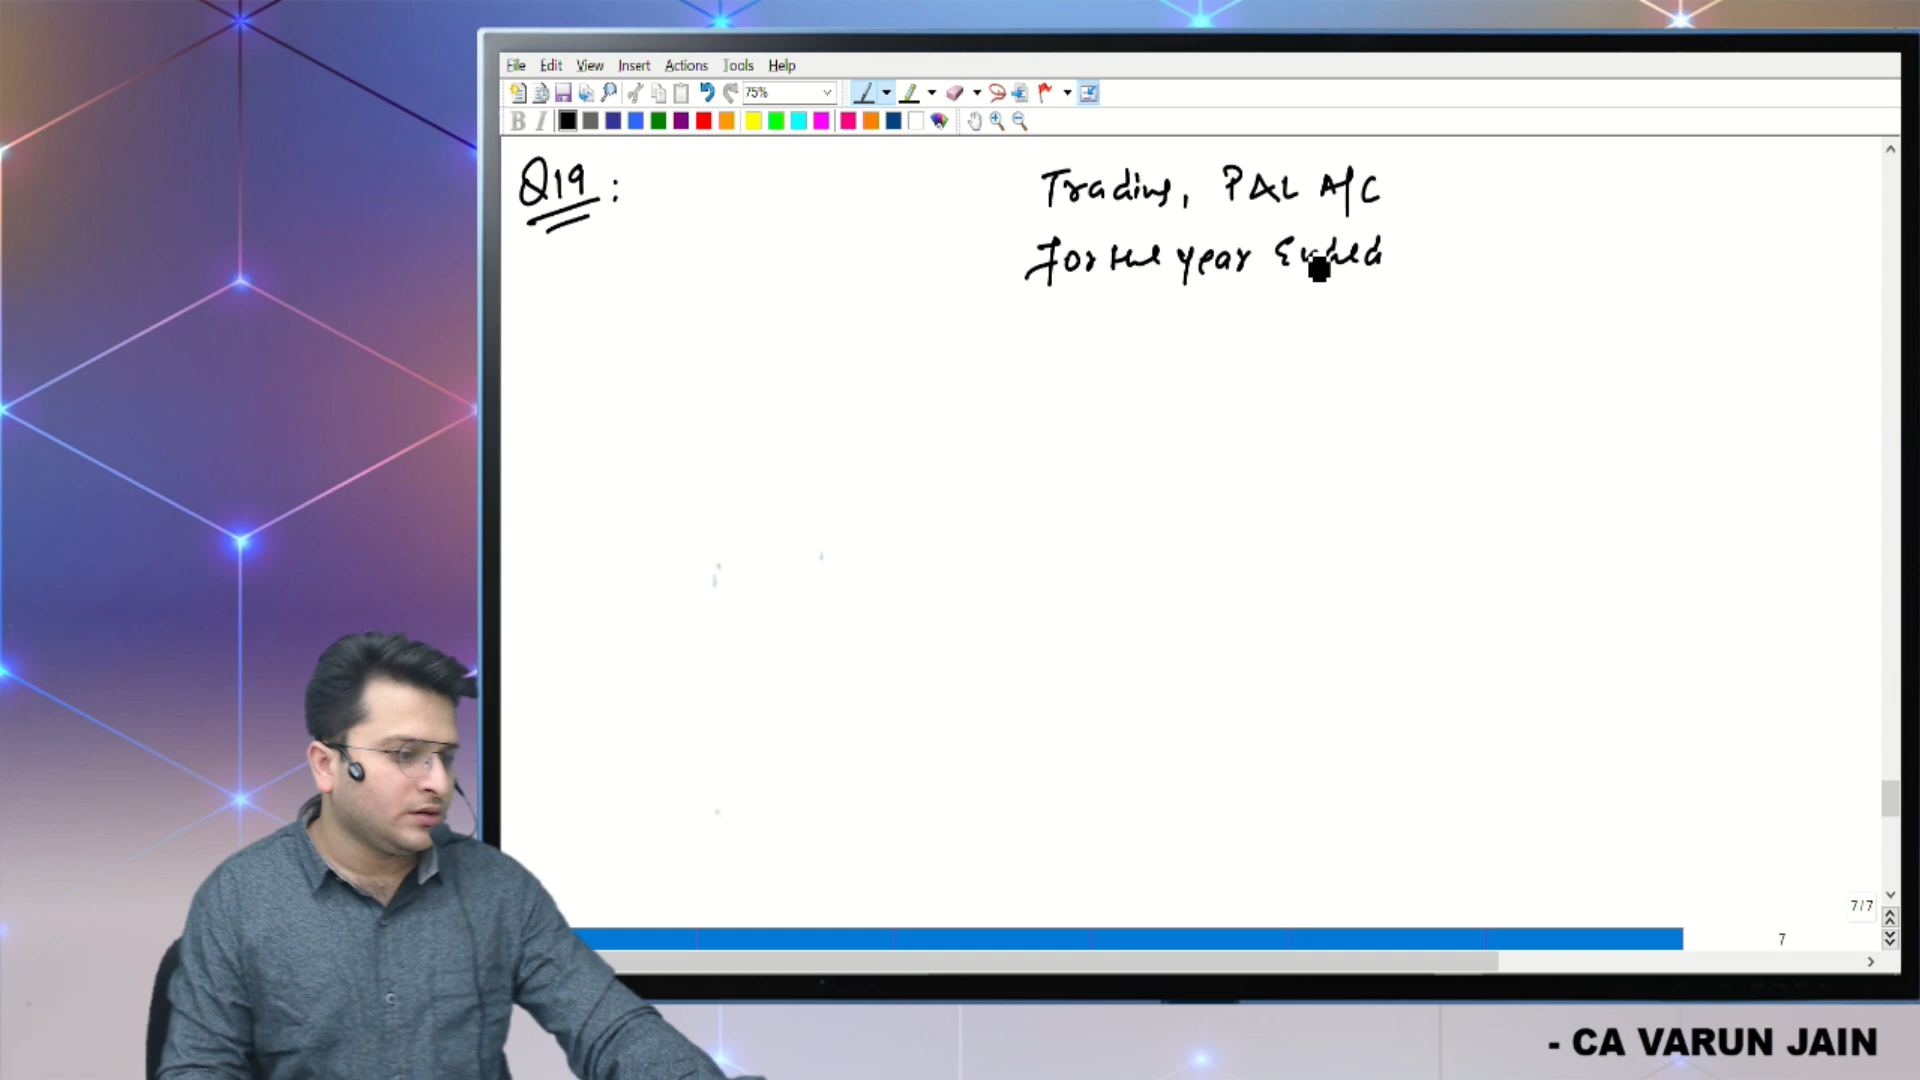 File Edit View Insert Actions Tools Help
75%
B I
Q19 :
Trading, P&L A/C
For the year Ended
7/7
7
- CA VARUN JAIN